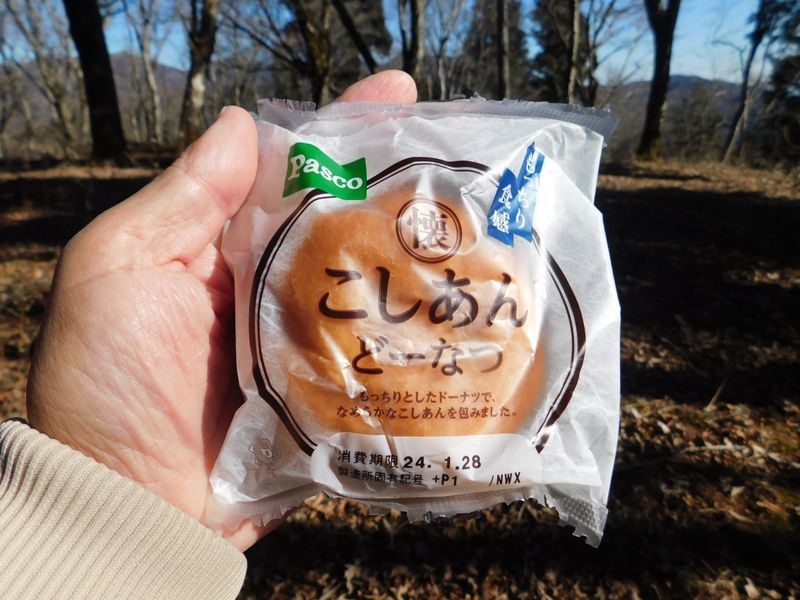 Pasco
もっちり
食感
懐
こしあん
どーなつ
もっちりとしたドーナツで、
なめらかなこしあんを包みました。
消費期限 24. 1.28
製造所固有記号 +P1 /NWX